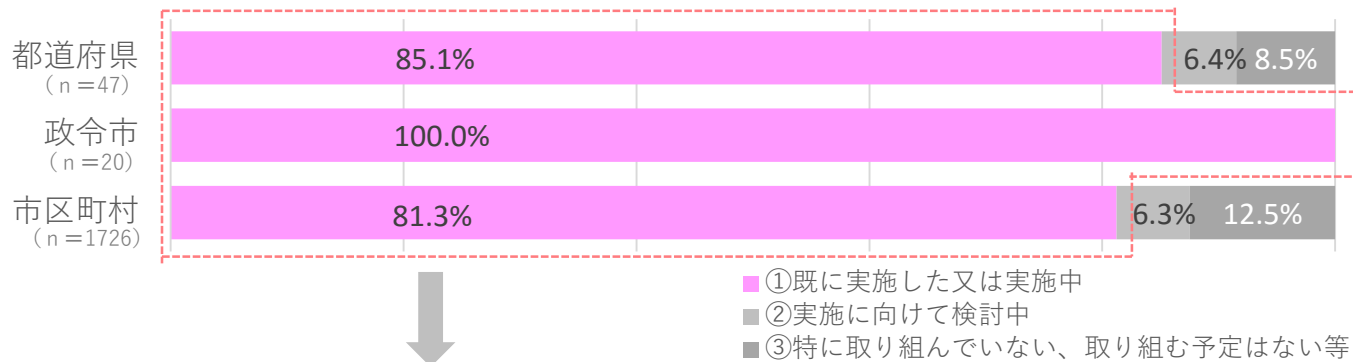 都道府県
（ｎ＝47）
85.1%
6.4%
8.5%
政令市
（ｎ＝20）
100.0%
市区町村
（ｎ＝1726）
81.3%
6.3%
12.5%
■①既に実施した又は実施中
■②実施に向けて検討中
■③特に取り組んでいない、取り組む予定はない等